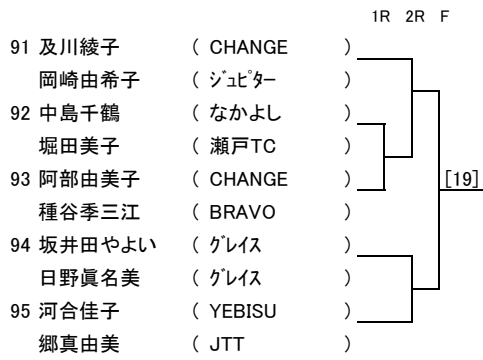 1R 2R F
91 及川綾子 ( CHANGE )
岡崎由希子 ( ｼﾞｭﾋﾟﾀｰ )
92 中島千鶴 ( なかよし )
堀田美子 ( 瀬戸TC )
93 阿部由美子 ( CHANGE )
[19]
種谷季三江 ( BRAVO )
94 坂井田やよい ( ｸﾞﾚｲｽ )
日野眞名美 ( ｸﾞﾚｲｽ )
95 河合佳子 ( YEBISU )
郷真由美 ( JTT )